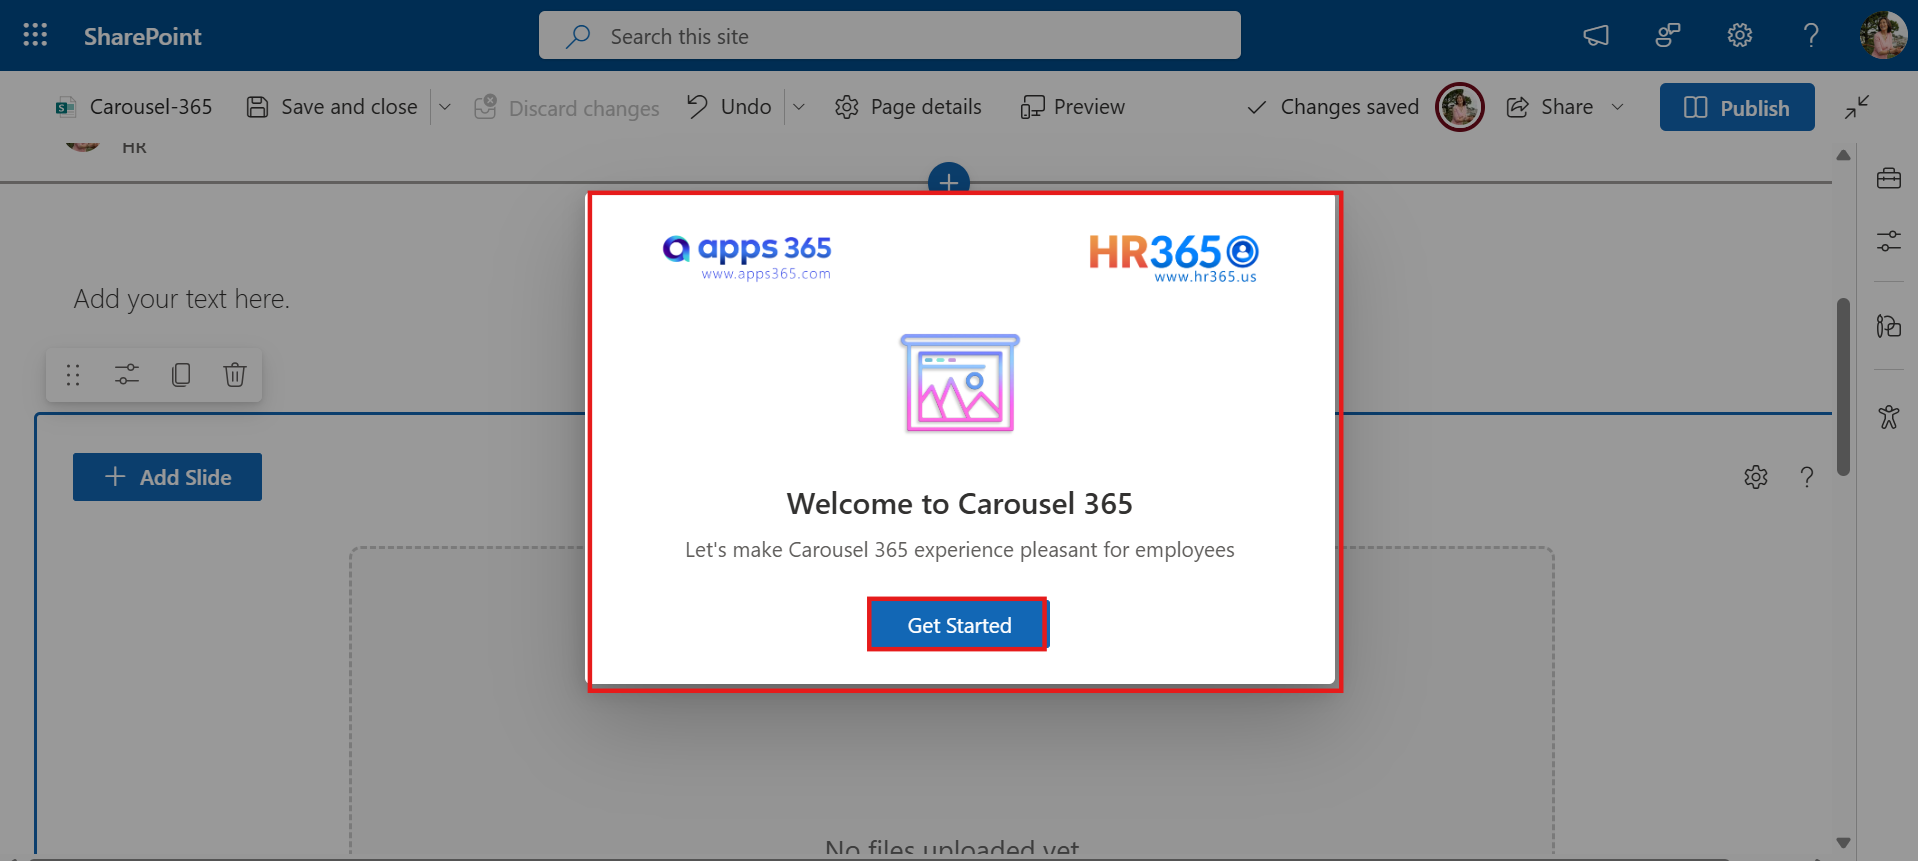 SharePoint
Search this site
Carousel-365
Save and close
Discard changes
Undo
Page details
Preview
Changes saved
Share
Publish
HR
Add your text here.
Add Slide
apps 365
www.apps365.com
HR365
www.hr365.us
Welcome to Carousel 365
Let's make Carousel 365 experience pleasant for employees
Get Started
No files uploaded yet